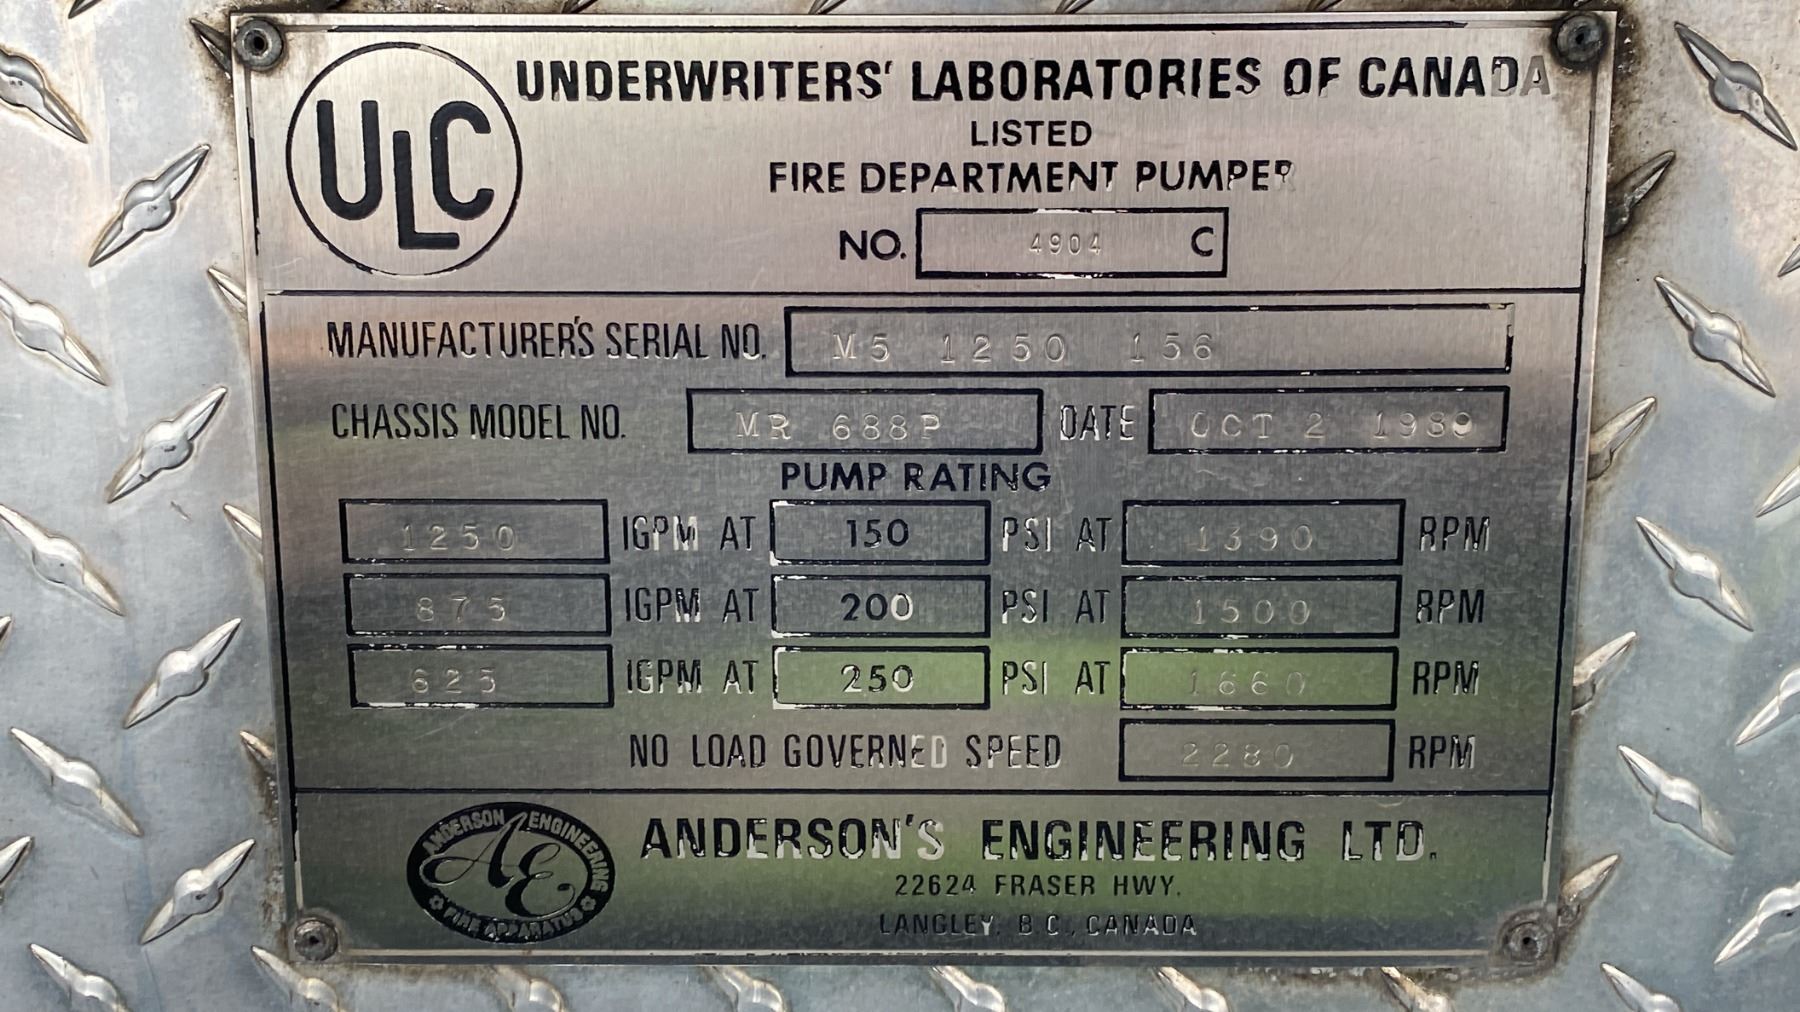 ULC
UNDERWRITERS' LABORATORIES OF CANADA
LISTED
FIRE DEPARTMENT PUMPER
NO. 4904 C
MANUFACTURER'S SERIAL NO. M5 1250 156
CHASSIS MODEL NO. MR 688P DATE OCT 2 1989
PUMP RATING
1250 IGPM AT 150 PSI AT 1390 RPM
875 IGPM AT 200 PSI AT 1500 RPM
625 IGPM AT 250 PSI AT 1660 RPM
NO LOAD GOVERNED SPEED 2280 RPM
ANDERSON ENGINEERING
AE
FIRE APPARATUS
ANDERSON'S ENGINEERING LTD.
22624 FRASER HWY.
LANGLEY, B.C., CANADA